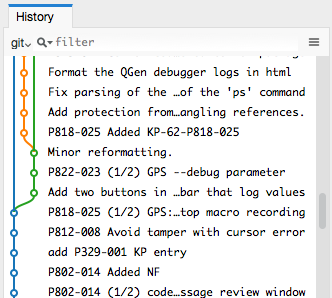 History
git
filter
Format the QGen debugger logs in html
Fix parsing of the …of the 'ps' command
Add protection from…angling references.
P818-025 Added KP-62-P818-025
Minor reformatting.
P822-023 (1/2) GPS --debug parameter
Add two buttons in …bar that log values
P818-025 (1/2) GPS:…top macro recording
P812-008 Avoid tamper with cursor error
add P329-001 KP entry
P802-014 Added NF
P802-014 (1/2) code…ssage review window